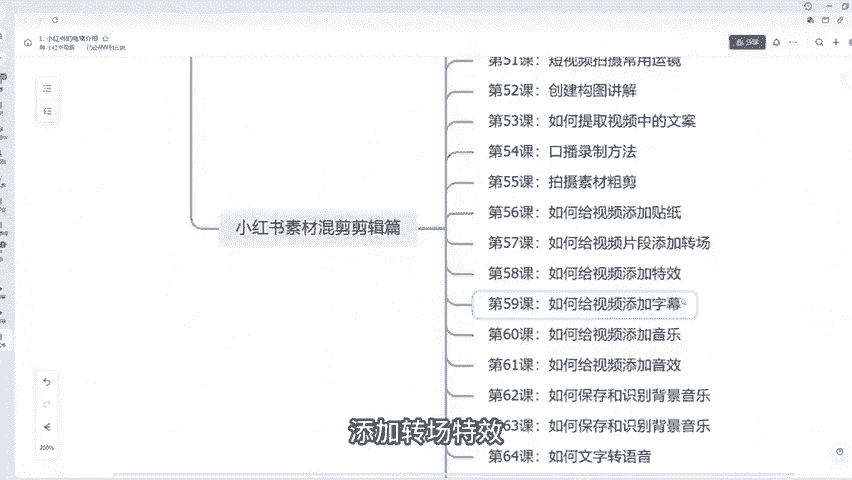 1. 小红书的电商介绍
分享
第51课：短视频拍摄常用运镜
第52课：创建构图讲解
第53课：如何提取视频中的文案
第54课：口播录制方法
第55课：拍摄素材粗剪
第56课：如何给视频添加贴纸
小红书素材混剪剪辑篇
第57课：如何给视频片段添加转场
第58课：如何给视频添加特效
第59课：如何给视频添加字幕
第60课：如何给视频添加音乐
第61课：如何给视频添加音效
第62课：如何保存和识别背景音乐
第63课：如何保存和识别背景音乐
添加转场特效
第64课：如何文字转语音
200%